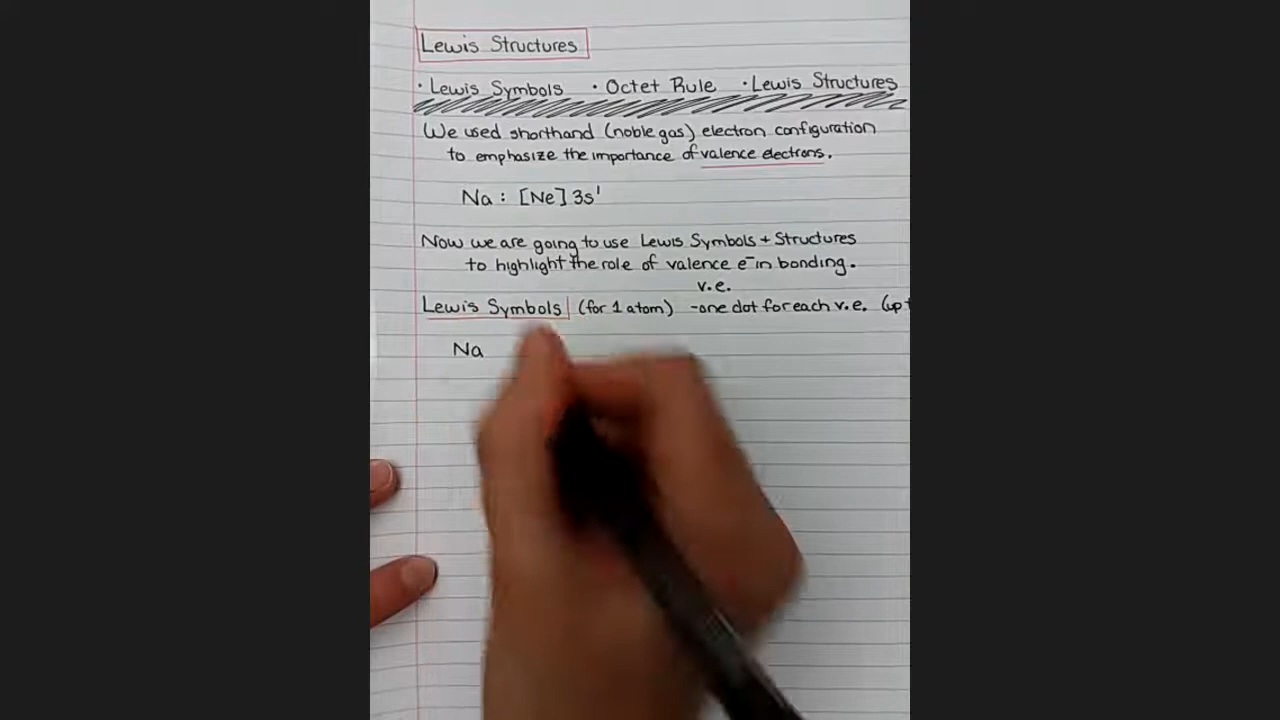 Lewis Structures
· Lewis Symbols · Octet Rule · Lewis Structures
We used shorthand (noble gas) electron configuration
to emphasize the importance of valence electrons.
Na : [Ne] 3s¹
Now we are going to use Lewis Symbols + Structures
to highlight the role of valence e⁻ in bonding.
v.e.
Lewis Symbols (for 1 atom) -one dot for each v.e. (up
Na